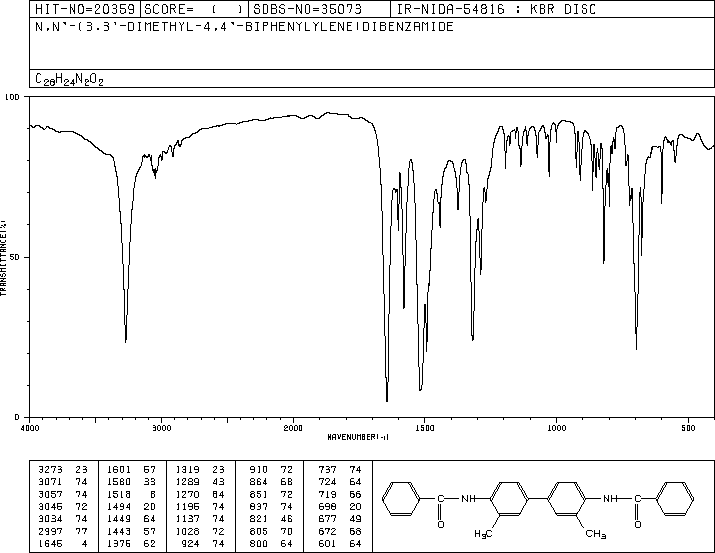 HIT-NO=20359 SCORE= ( ) SDBS-NO=35073 IR-NIDA-54816 : KBR DISC
N,N'-(3,3'-DIMETHYL-4,4'-BIPHENYLYLENE)DIBENZAMIDE
C28H24N2O2
100
50
0
TRANSMITTANCE(%)
4000 3000 2000 1500 1000 500
WAVENUMBER(-1)
3273 23 1601 57 1319 23 910 72 737 74
3071 74 1580 33 1289 43 864 68 724 64
3057 74 1518 8 1270 64 851 72 719 66
3046 72 1494 20 1195 74 837 74 698 20
3034 74 1449 64 1137 74 821 46 677 49
2997 77 1443 57 1028 72 805 70 672 58
1646 4 1376 62 924 74 800 64 601 64
C NH NH C
O H3C CH3 O